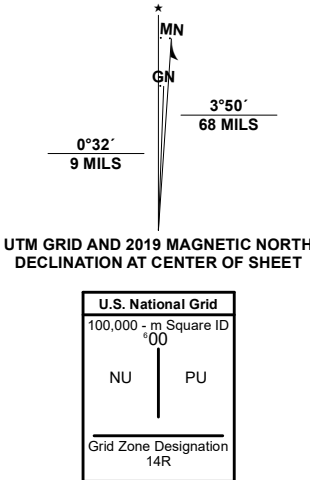 ★
MN
GN
3°50´
68 MILS
0°32´
9 MILS
UTM GRID AND 2019 MAGNETIC NORTH
DECLINATION AT CENTER OF SHEET
U.S. National Grid
100,000 - m Square ID
⁶00
NU PU
Grid Zone Designation
14R